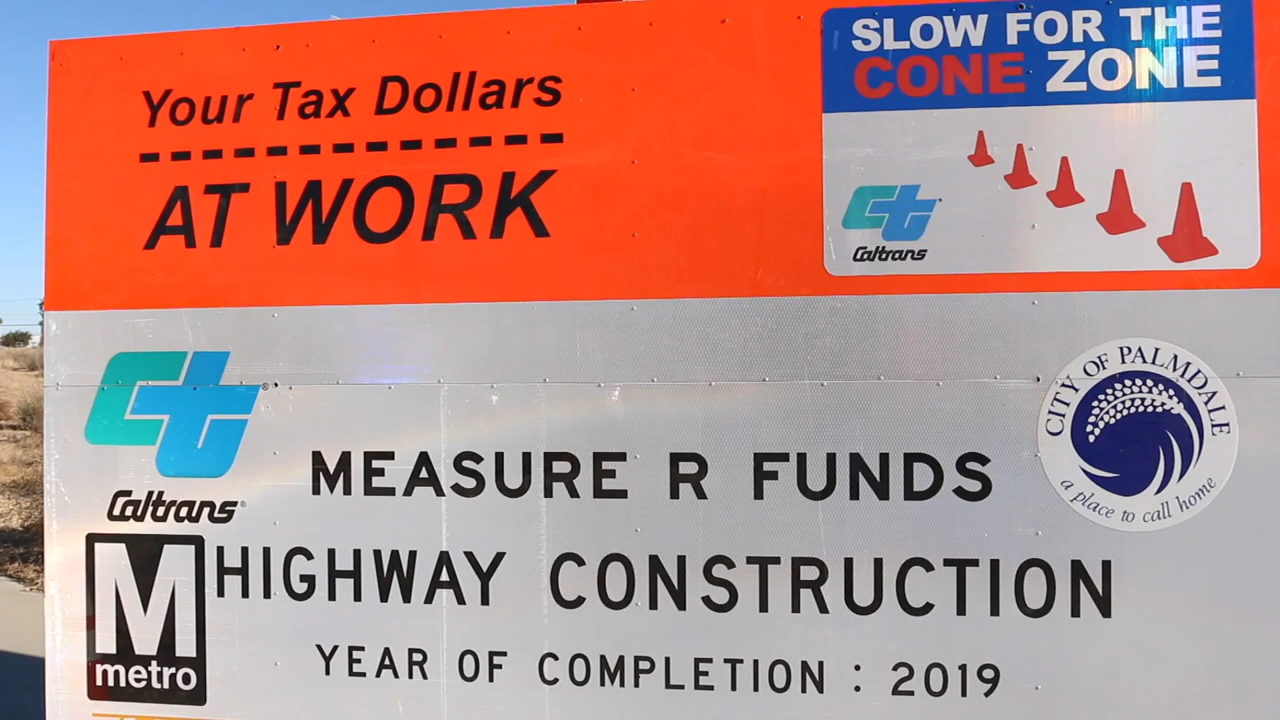 Your Tax Dollars
AT WORK
SLOW FOR THE
CONE ZONE
Caltrans
Caltrans
CITY OF PALMDALE
a place to call home
MEASURE R FUNDS
M
metro
HIGHWAY CONSTRUCTION
YEAR OF COMPLETION : 2019